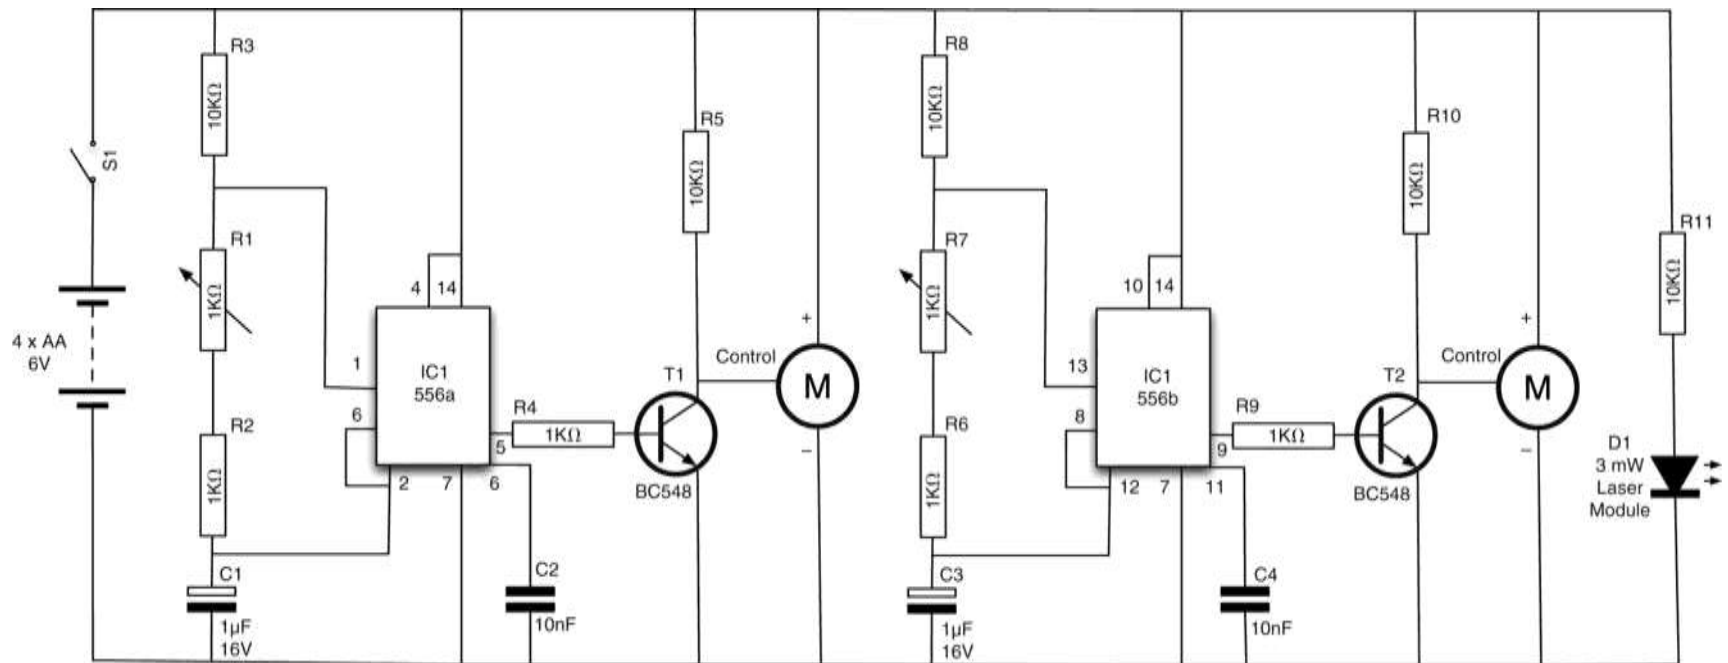 R3
10KΩ
S1
4 x AA
6V
R1
1KΩ
R2
1KΩ
C1
1µF
16V
4
14
1
IC1
556a
6
2
7
5
6
R4
1KΩ
C2
10nF
R5
10KΩ
T1
BC548
Control
+
M
–
R8
10KΩ
R7
1KΩ
R6
1KΩ
C3
1µF
16V
10
14
13
IC1
556b
8
12
7
9
11
R9
1KΩ
C4
10nF
R10
10KΩ
T2
BC548
Control
+
M
–
R11
10KΩ
D1
3 mW
Laser
Module